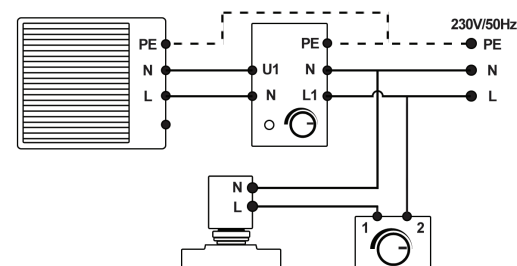 230V/50Hz
PE PE PE
N U1 N N
L N L1 L
N
L
1 2